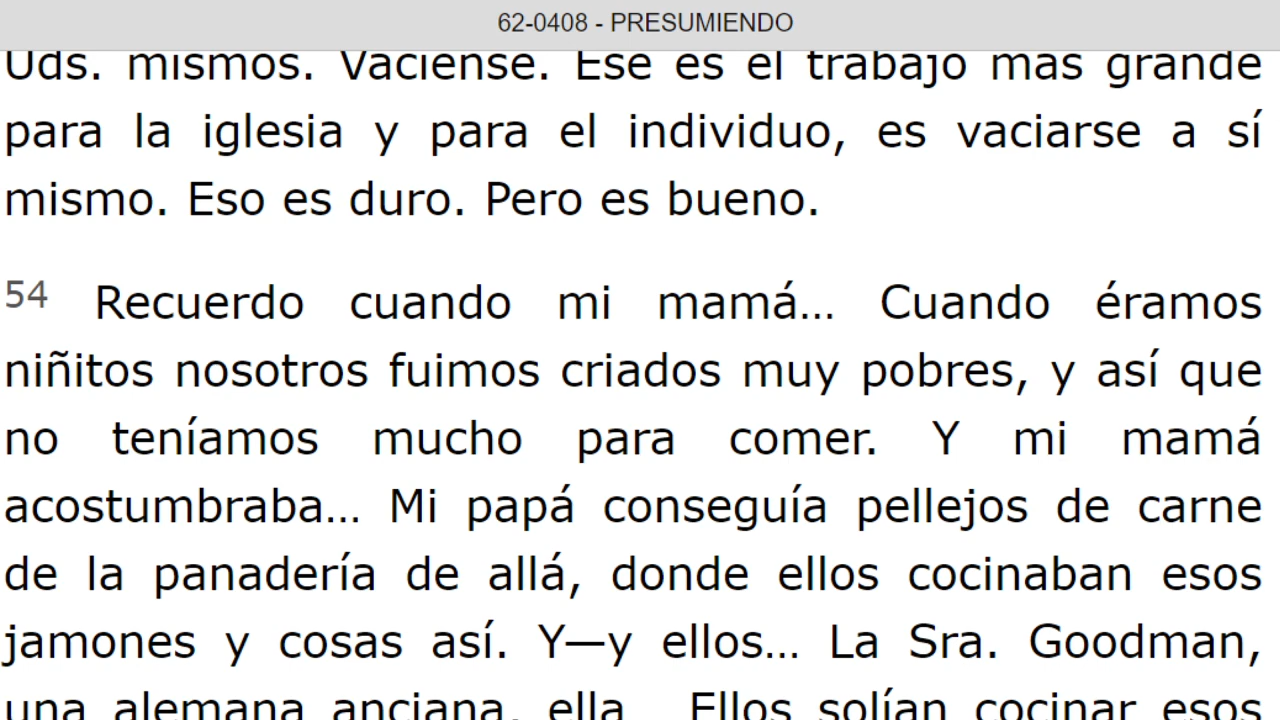 62-0408 - PRESUMIENDO
Uds. mismos. Vacíense. Ese es el trabajo más grande
para la iglesia y para el individuo, es vaciarse a sí
mismo. Eso es duro. Pero es bueno.
54 Recuerdo cuando mi mamá… Cuando éramos
niñitos nosotros fuimos criados muy pobres, y así que
no teníamos mucho para comer. Y mi mamá
acostumbraba… Mi papá conseguía pellejos de carne
de la panadería de allá, donde ellos cocinaban esos
jamones y cosas así. Y—y ellos… La Sra. Goodman,
una alemana anciana, ella… Ellos solían cocinar esos